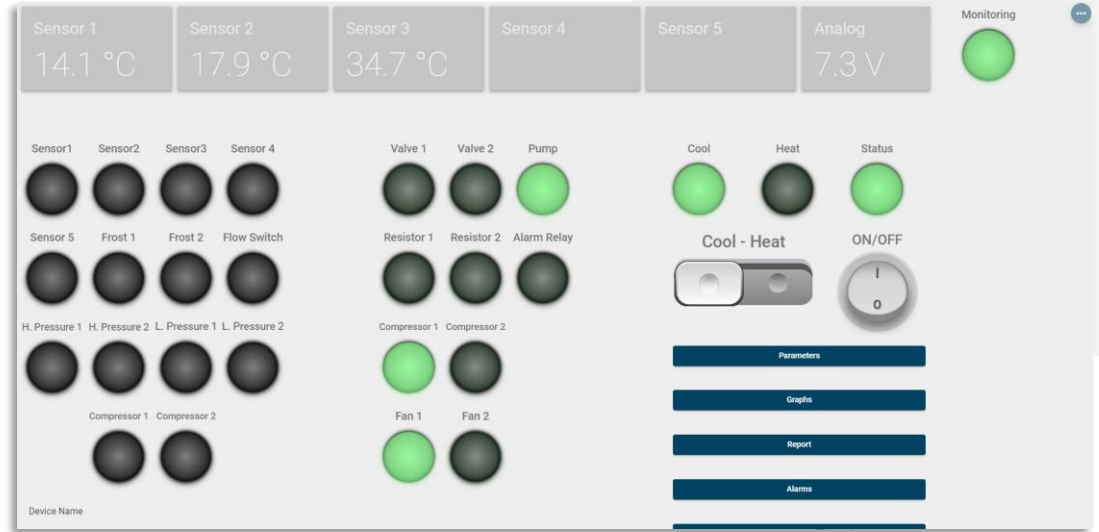 Sensor 1 Sensor 2 Sensor 3 Sensor 4 Sensor 5 Analog
14.1 °C 17.9 °C 34.7 °C 7.3 V
Monitoring
Sensor1 Sensor2 Sensor3 Sensor 4
Sensor 5 Frost 1 Frost 2 Flow Switch
H. Pressure 1 H. Pressure 2 L. Pressure 1 L. Pressure 2
Compressor 1 Compressor 2
Device Name
Valve 1 Valve 2 Pump
Resistor 1 Resistor 2 Alarm Relay
Compressor 1 Compressor 2
Fan 1 Fan 2
Cool Heat Status
Cool - Heat ON/OFF
I
0
Parameters
Graphs
Report
Alarms